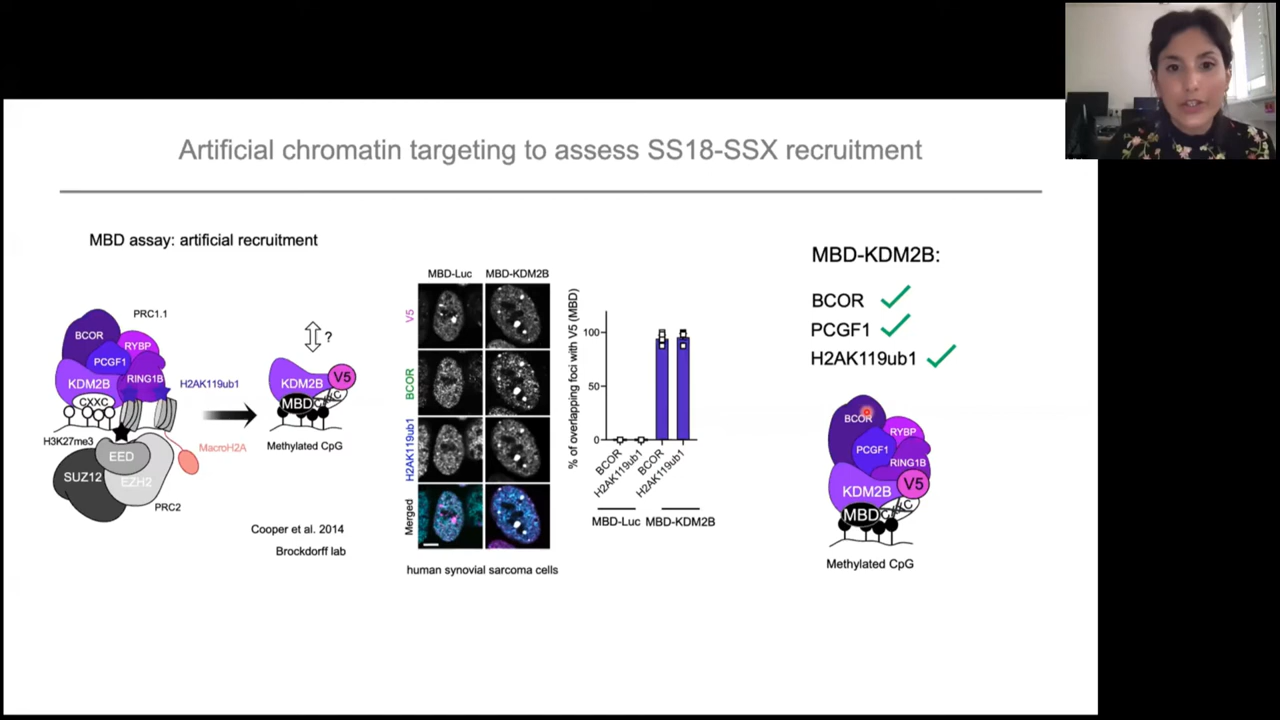 Artificial chromatin targeting to assess SS18-SSX recruitment
MBD assay: artificial recruitment
BCOR
PRC1.1
RYBP
PCGF1
KDM2B
RING1B
H2AK119ub1
CXXC
H3K27me3
MacroH2A
EED
SUZ12
EZH2
PRC2
?
KDM2B
V5
MBD
Methylated CpG
Cooper et al. 2014
Brockdorff lab
MBD-Luc MBD-KDM2B
V5
BCOR
H2AK119ub1
Merged
human synovial sarcoma cells
% of overlapping foci with V5 (MBD)
100
50
0
BCOR
H2AK119ub1
BCOR
H2AK119ub1
MBD-Luc MBD-KDM2B
MBD-KDM2B:
BCOR
PCGF1
H2AK119ub1
BCOR
RYBP
PCGF1
RING1B
KDM2B
V5
MBD
Methylated CpG